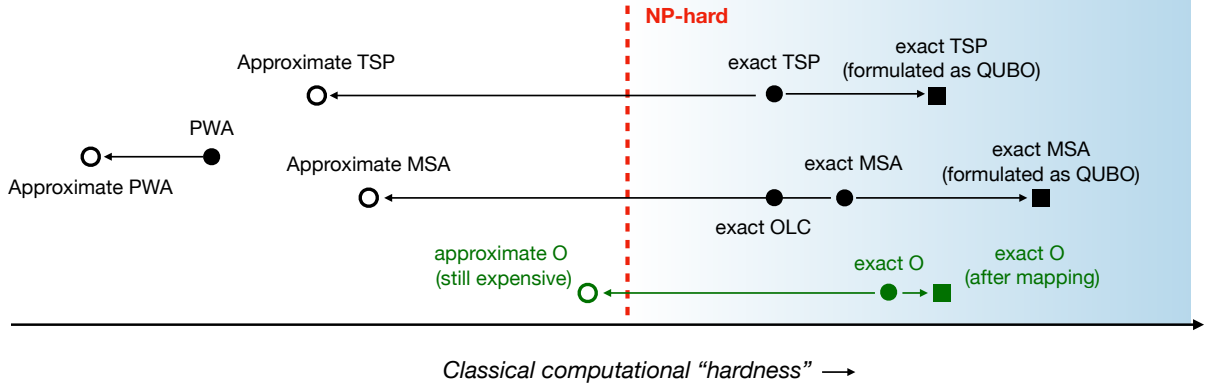 NP-hard
Approximate TSP
exact TSP
exact TSP
(formulated as QUBO)
PWA
Approximate PWA
Approximate MSA
exact MSA
exact MSA
(formulated as QUBO)
exact OLC
approximate O
(still expensive)
exact O
exact O
(after mapping)
Classical computational “hardness”